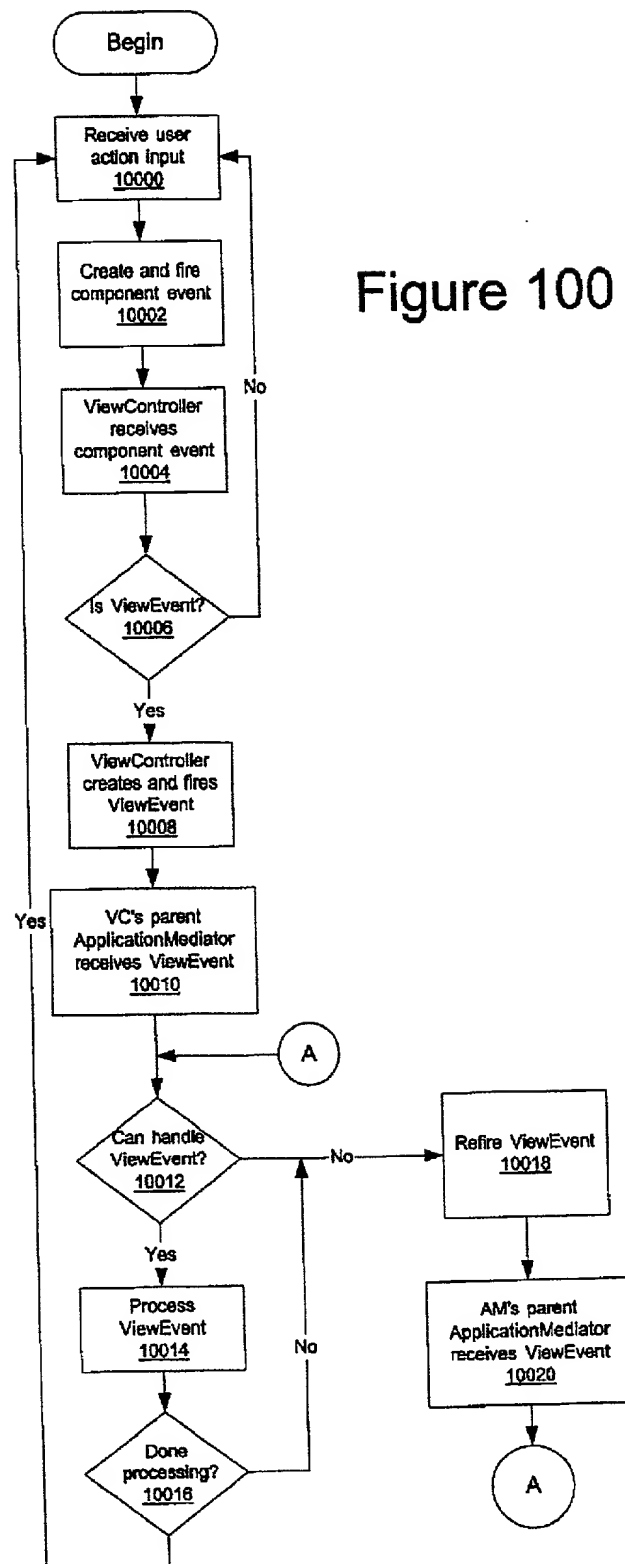 Begin
Receive user
action input
10000
Create and fire
component event
10002
Figure 100
No
ViewController
receives
component event
10004
Is ViewEvent?
10006
Yes
ViewController
creates and fires
ViewEvent
10008
Yes
VC's parent
ApplicationMediator
receives ViewEvent
10010
A
Can handle
ViewEvent?
10012
No
Refire ViewEvent
10018
Yes
Process
ViewEvent
10014
No
AM's parent
ApplicationMediator
receives ViewEvent
10020
Done
processing?
10016
A